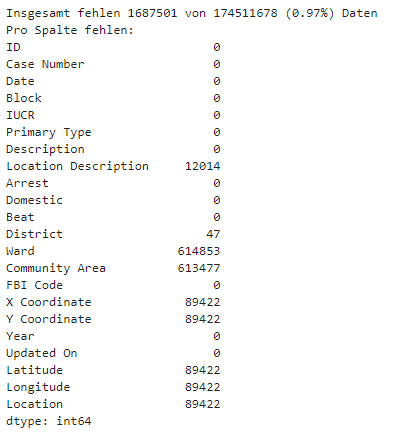 Insgesamt fehlen 1687501 von 174511678 (0.97%) Daten
Pro Spalte fehlen:
ID 0
Case Number 0
Date 0
Block 0
IUCR 0
Primary Type 0
Description 0
Location Description 12014
Arrest 0
Domestic 0
Beat 0
District 47
Ward 614853
Community Area 613477
FBI Code 0
X Coordinate 89422
Y Coordinate 89422
Year 0
Updated On 0
Latitude 89422
Longitude 89422
Location 89422
dtype: int64